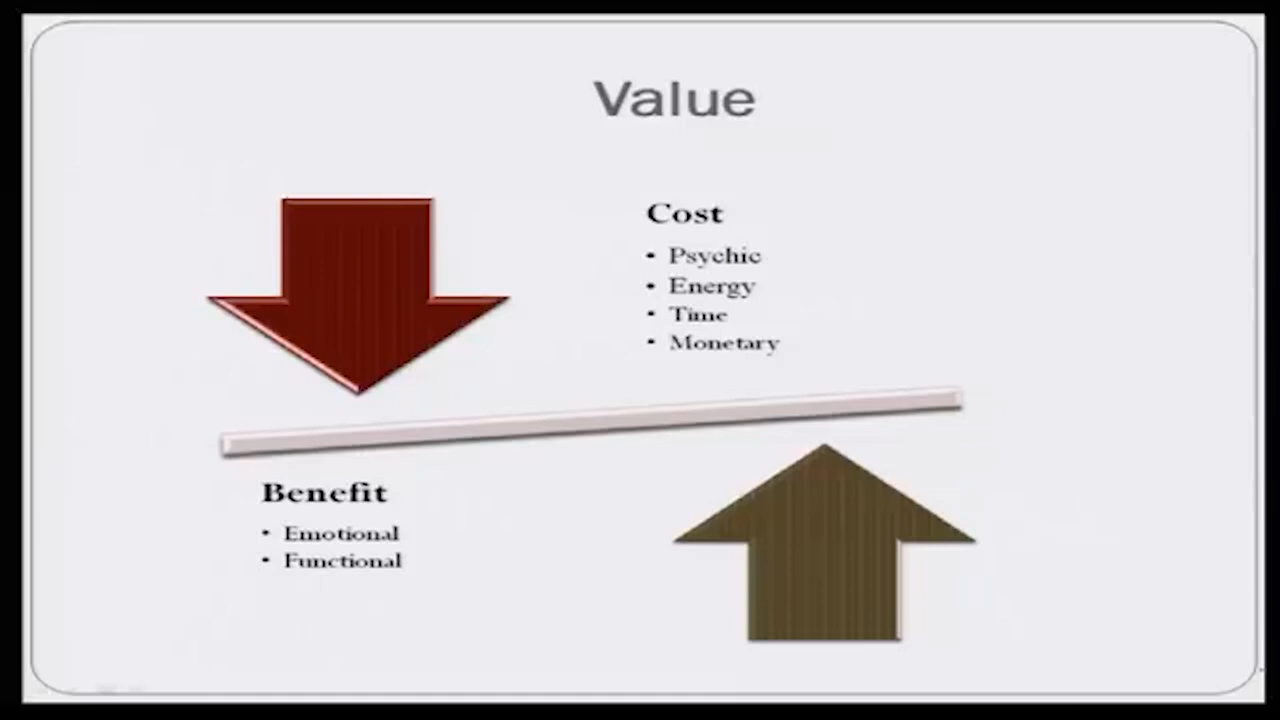 Value
Cost
• Psychic
• Energy
• Time
• Monetary
Benefit
• Emotional
• Functional